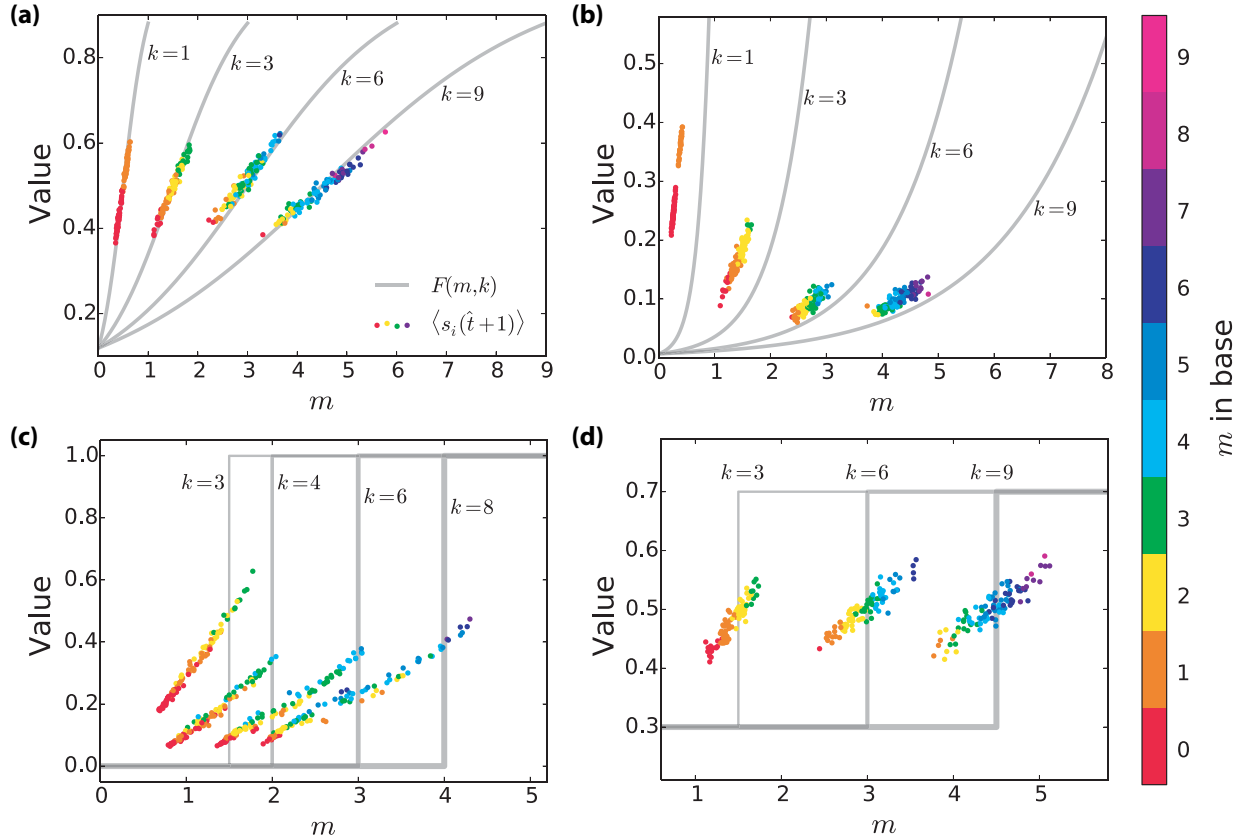 (a)
Value
0.8
0.6
0.4
0.2
k=1
k=3
k=6
k=9
F(m,k)
⟨s_i(t̂+1)⟩
0 1 2 3 4 5 6 7 8 9
m
(b)
Value
0.5
0.4
0.3
0.2
0.1
0.0
k=1
k=3
k=6
k=9
0 1 2 3 4 5 6 7 8
m
(c)
Value
1.0
0.8
0.6
0.4
0.2
0.0
k=3
k=4
k=6
k=8
0 1 2 3 4 5
m
(d)
Value
0.7
0.6
0.5
0.4
0.3
k=3
k=6
k=9
1 2 3 4 5
m
9
8
7
6
5
4
3
2
1
0
m in base